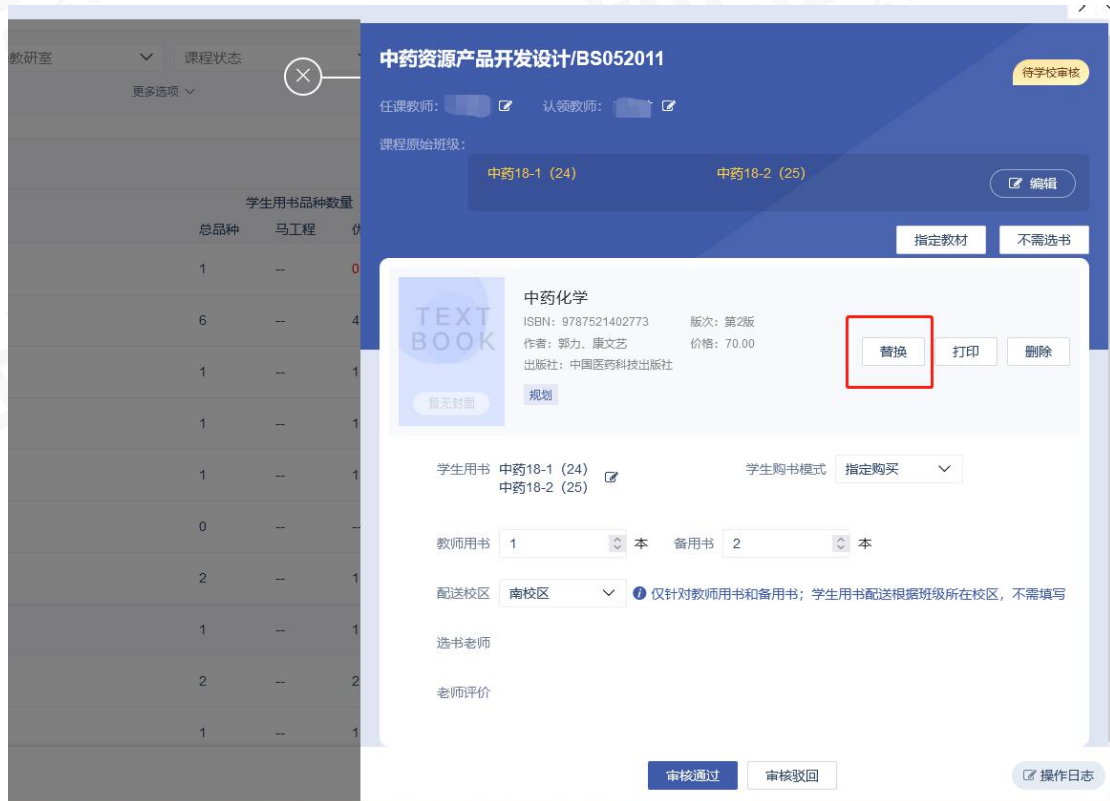 教研室 课程状态
更多选项
学生用书品种数量
总品种 马工程
1 -- 0
6 -- 4
1 -- 1
1 -- 1
1 -- 1
0 -- --
2 -- 1
1 -- 1
2 -- 2
1 -- 1
中药资源产品开发设计/BS052011
待学校审核
任课教师: 认领教师:
课程原始班级:
中药18-1 (24) 中药18-2 (25)
编辑
指定教材 不需选书
TEXT BOOK
暂无封面
中药化学
ISBN: 9787521402773 版次: 第2版
作者: 郭力、康文艺 价格: 70.00
出版社: 中国医药科技出版社
规划
替换 打印 删除
学生用书 中药18-1 (24)
中药18-2 (25)
学生购书模式 指定购买
教师用书 1 本 备用书 2 本
配送校区 南校区 仅针对教师用书和备用书; 学生用书配送根据班级所在校区, 不需填写
选书老师
老师评价
审核通过 审核驳回 操作日志